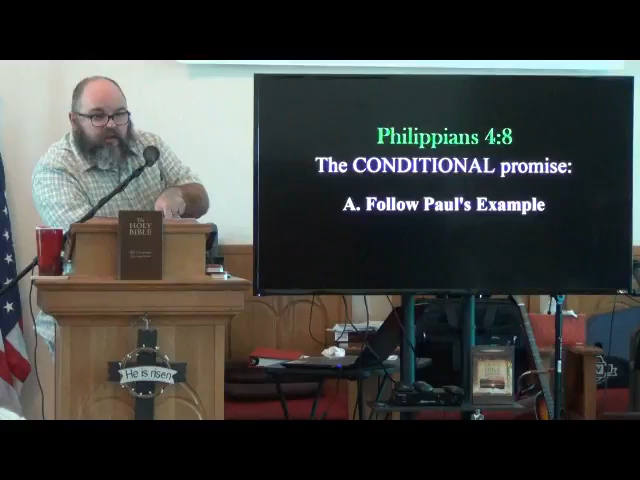 Philippians 4:8
The CONDITIONAL promise:
A. Follow Paul's Example
THE
HOLY
BIBLE
He is risen